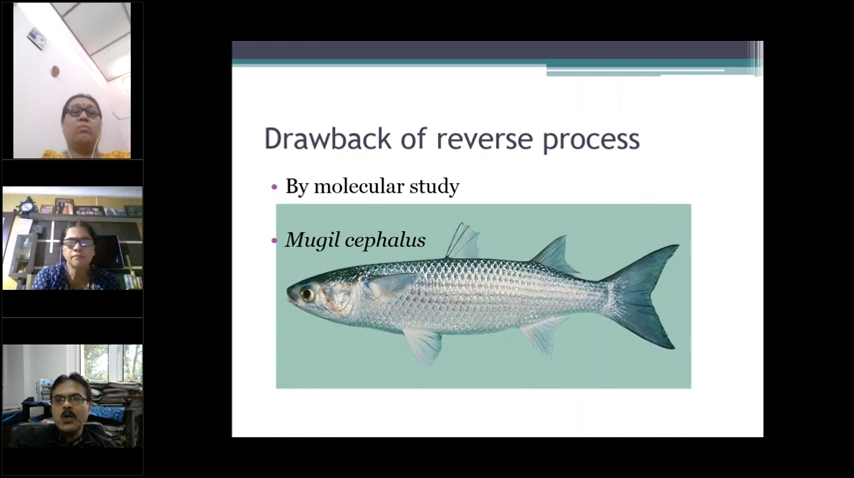 Drawback of reverse process
• By molecular study
• Mugil cephalus